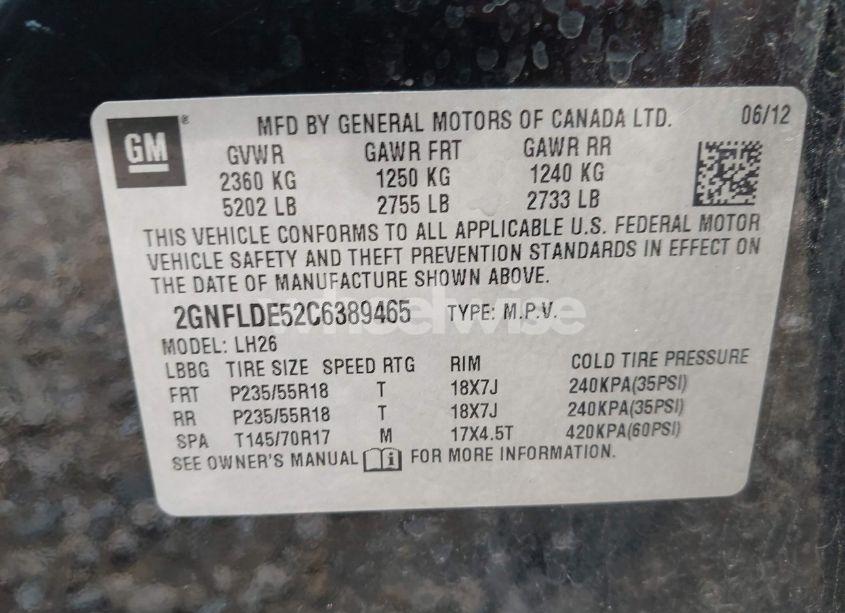 GM ® MFD BY GENERAL MOTORS OF CANADA LTD. 06/12
GVWR GAWR FRT GAWR RR
2360 KG 1250 KG 1240 KG
5202 LB 2755 LB 2733 LB
THIS VEHICLE CONFORMS TO ALL APPLICABLE U.S. FEDERAL MOTOR
VEHICLE SAFETY AND THEFT PREVENTION STANDARDS IN EFFECT ON
THE DATE OF MANUFACTURE SHOWN ABOVE.
2GNFLDE52C6389465 TYPE: M.P.V.
wheelwise
MODEL: LH26
LBBG TIRE SIZE SPEED RTG RIM COLD TIRE PRESSURE
FRT P235/55R18 T 18X7J 240KPA(35PSI)
RR P235/55R18 T 18X7J 240KPA(35PSI)
SPA T145/70R17 M 17X4.5T 420KPA(60PSI)
SEE OWNER'S MANUAL i FOR MORE INFORMATION.